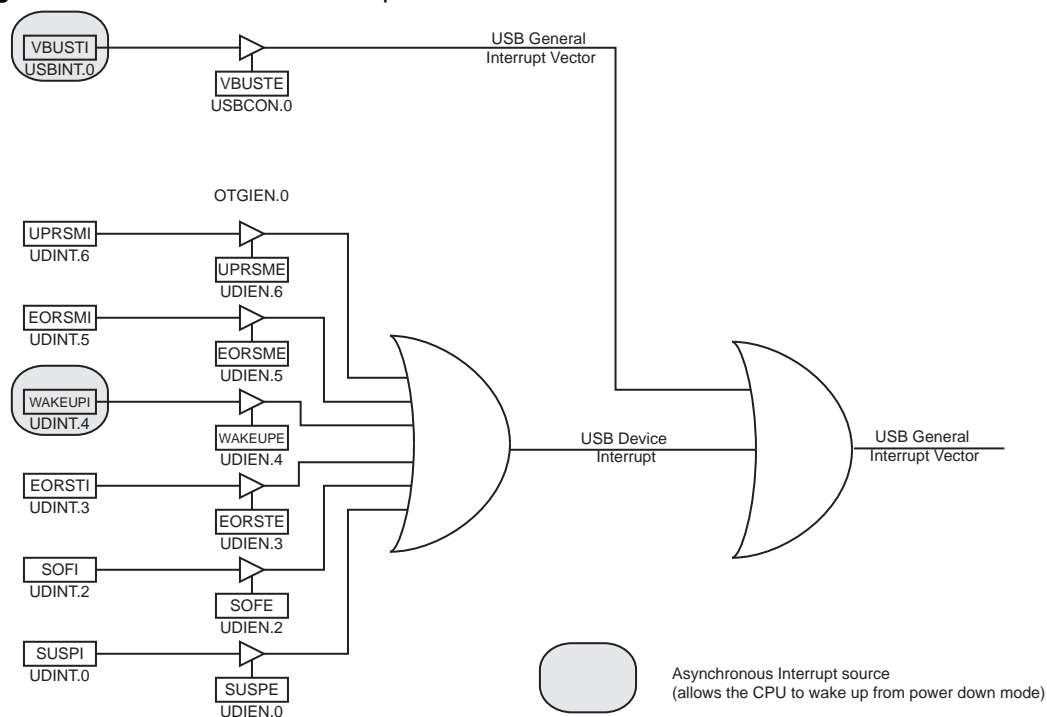 VBUSTI
USBINT.0
VBUSTE
USBCON.0
USB General
Interrupt Vector
OTGIEN.0
UPRSMI
UDINT.6
UPRSME
UDIEN.6
EORSMI
UDINT.5
EORSME
UDIEN.5
WAKEUPI
UDINT.4
WAKEUPE
UDIEN.4
EORSTI
UDINT.3
EORSTE
UDIEN.3
SOFI
UDINT.2
SOFE
UDIEN.2
SUSPI
UDINT.0
SUSPE
UDIEN.0
USB Device
Interrupt
USB General
Interrupt Vector
Asynchronous Interrupt source
(allows the CPU to wake up from power down mode)